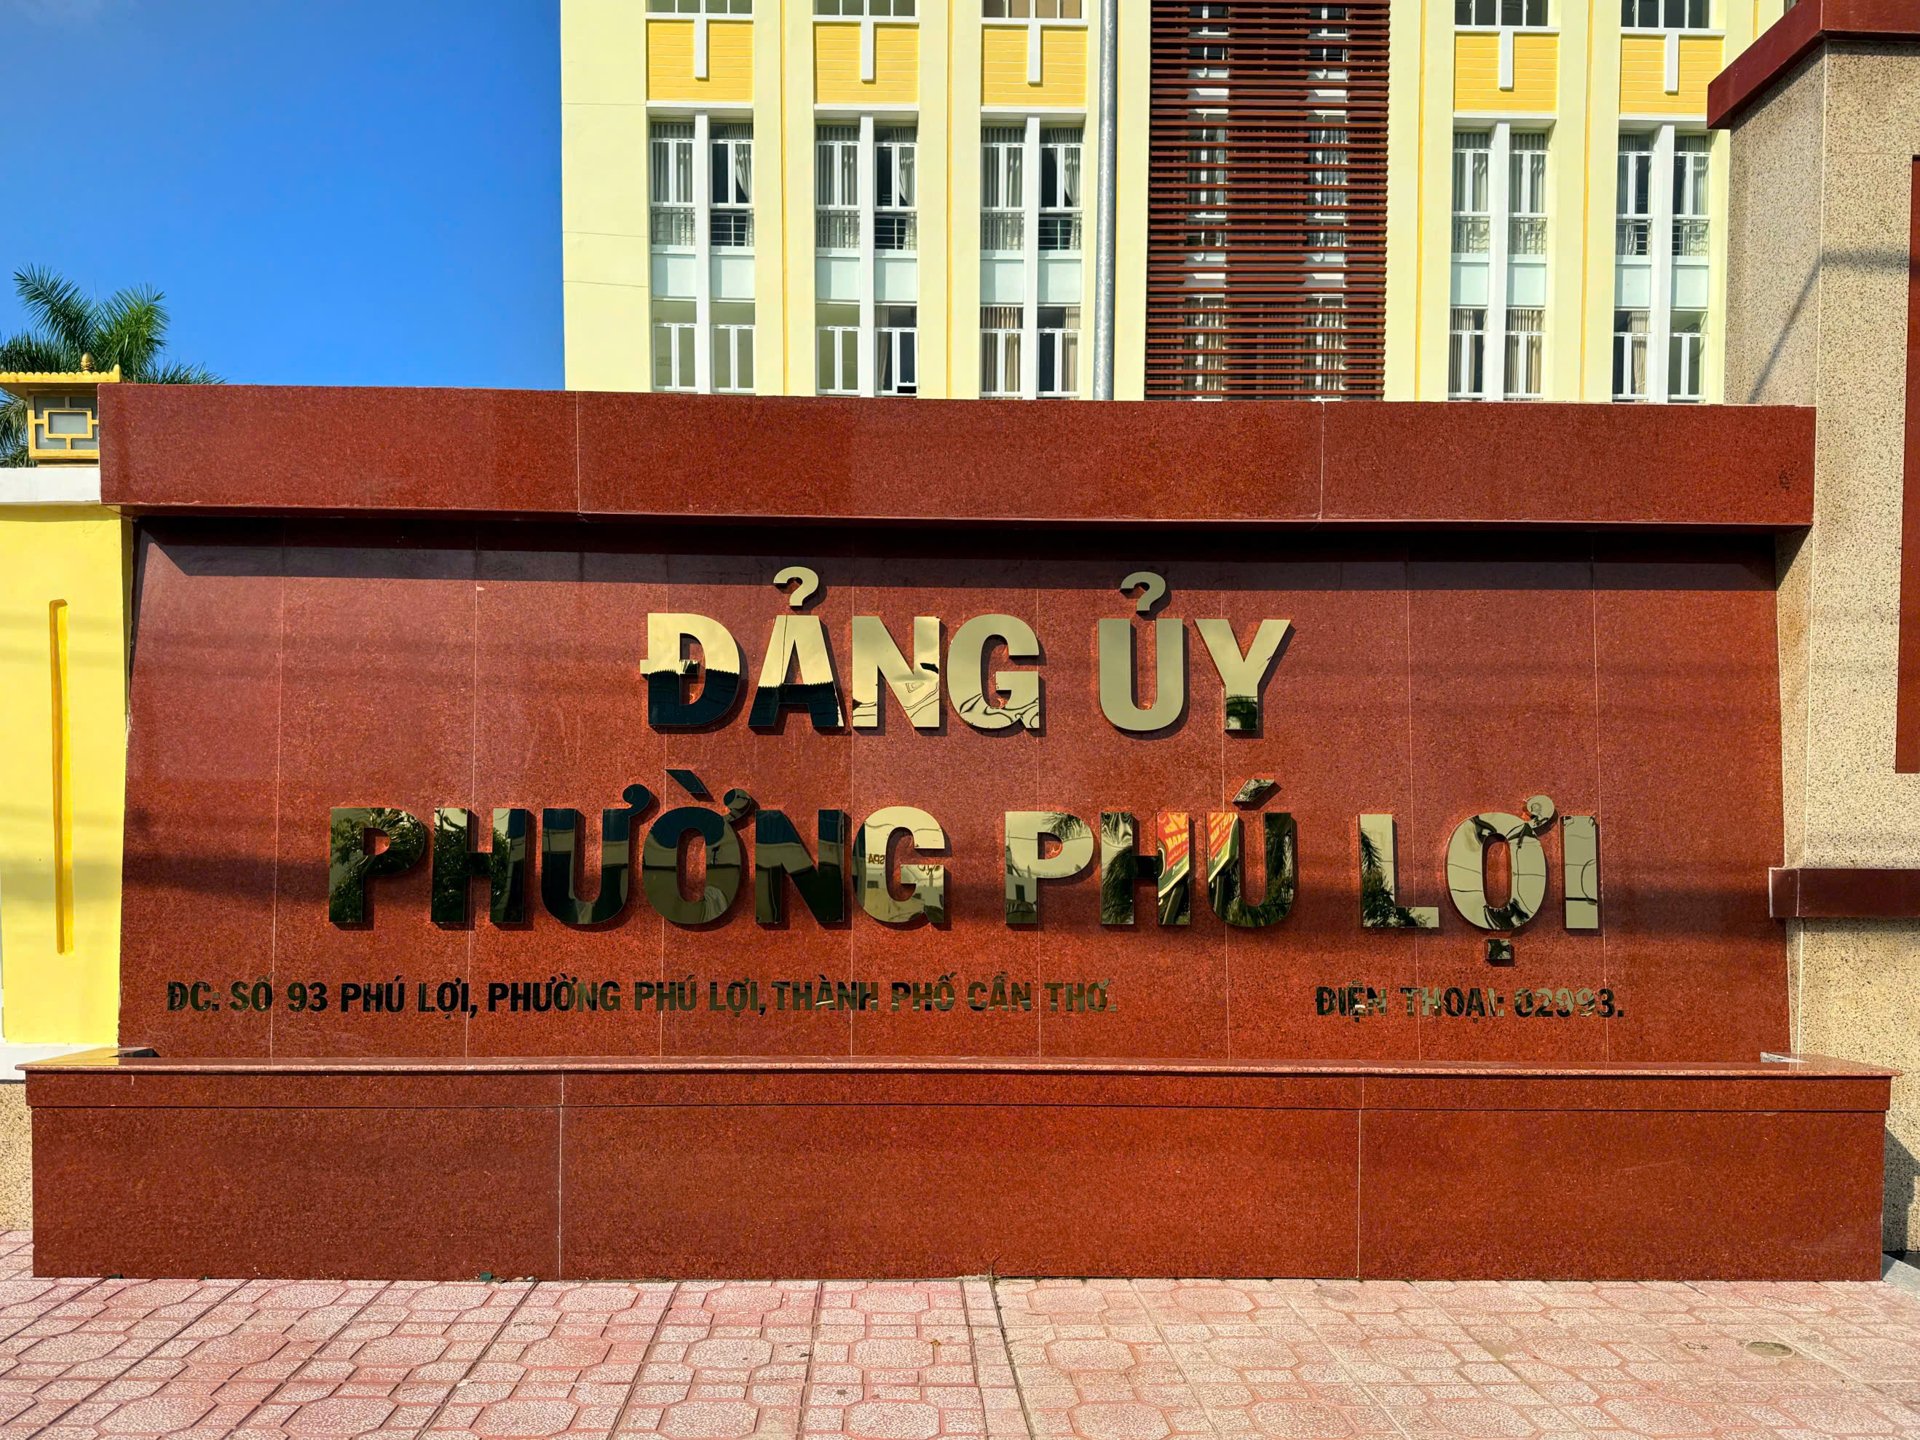 ĐẢNG ỦY
PHƯỜNG PHÚ LỢI
ĐC: SỐ 93 PHÚ LỢI, PHƯỜNG PHÚ LỢI, THÀNH PHỐ CẦN THƠ. ĐIỆN THOẠI: 02993.